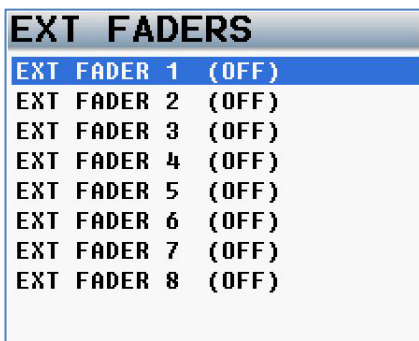 EXT FADERS
EXT FADER 1 (OFF)
EXT FADER 2 (OFF)
EXT FADER 3 (OFF)
EXT FADER 4 (OFF)
EXT FADER 5 (OFF)
EXT FADER 6 (OFF)
EXT FADER 7 (OFF)
EXT FADER 8 (OFF)